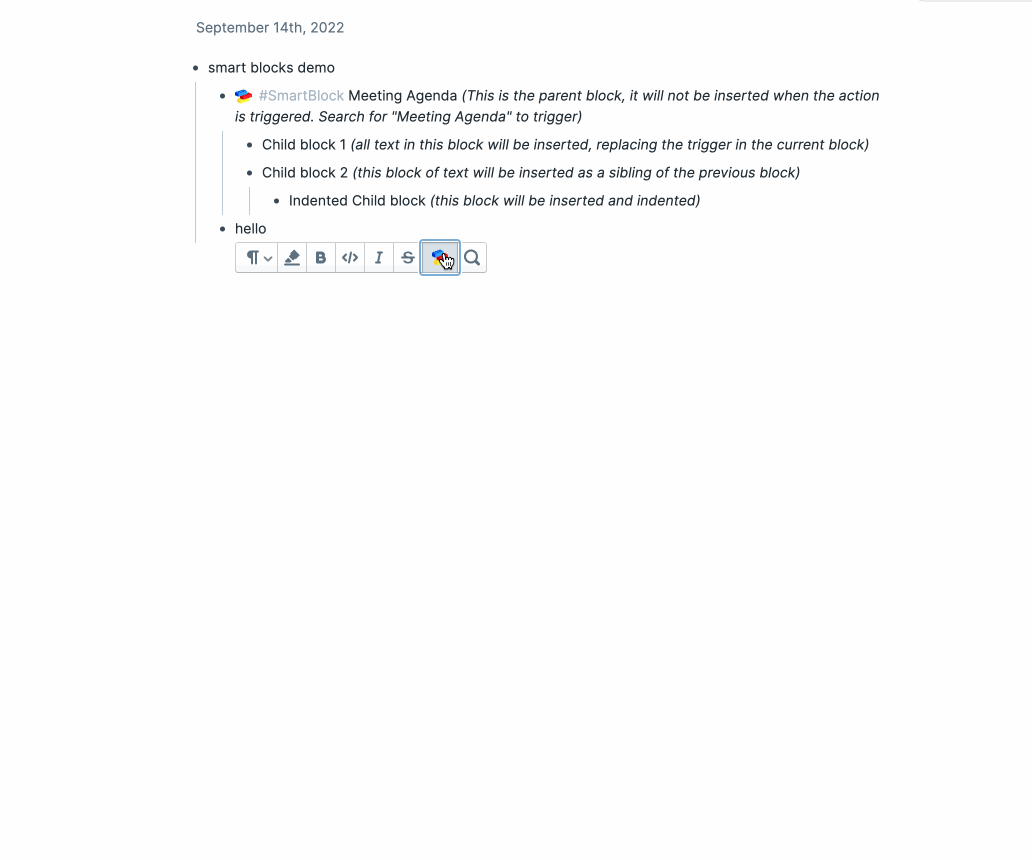 September 14th, 2022
smart blocks demo
#SmartBlock Meeting Agenda (This is the parent block, it will not be inserted when the action
is triggered. Search for "Meeting Agenda" to trigger)
Child block 1 (all text in this block will be inserted, replacing the trigger in the current block)
Child block 2 (this block of text will be inserted as a sibling of the previous block)
Indented Child block (this block will be inserted and indented)
hello
¶ B </> I S